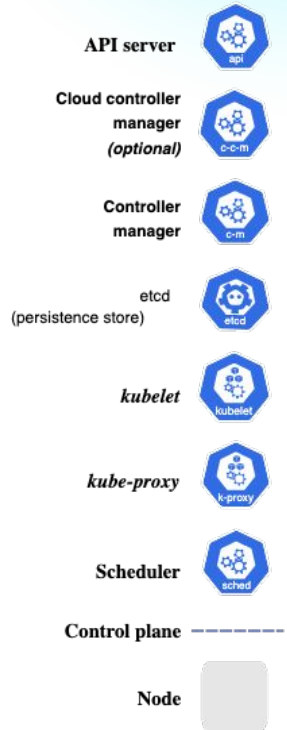 API server
api
Cloud controller
manager
(optional)
c-c-m
Controller
manager
c-m
etcd
(persistence store)
etcd
kubelet
kubelet
kube-proxy
k-proxy
Scheduler
sched
Control plane
Node